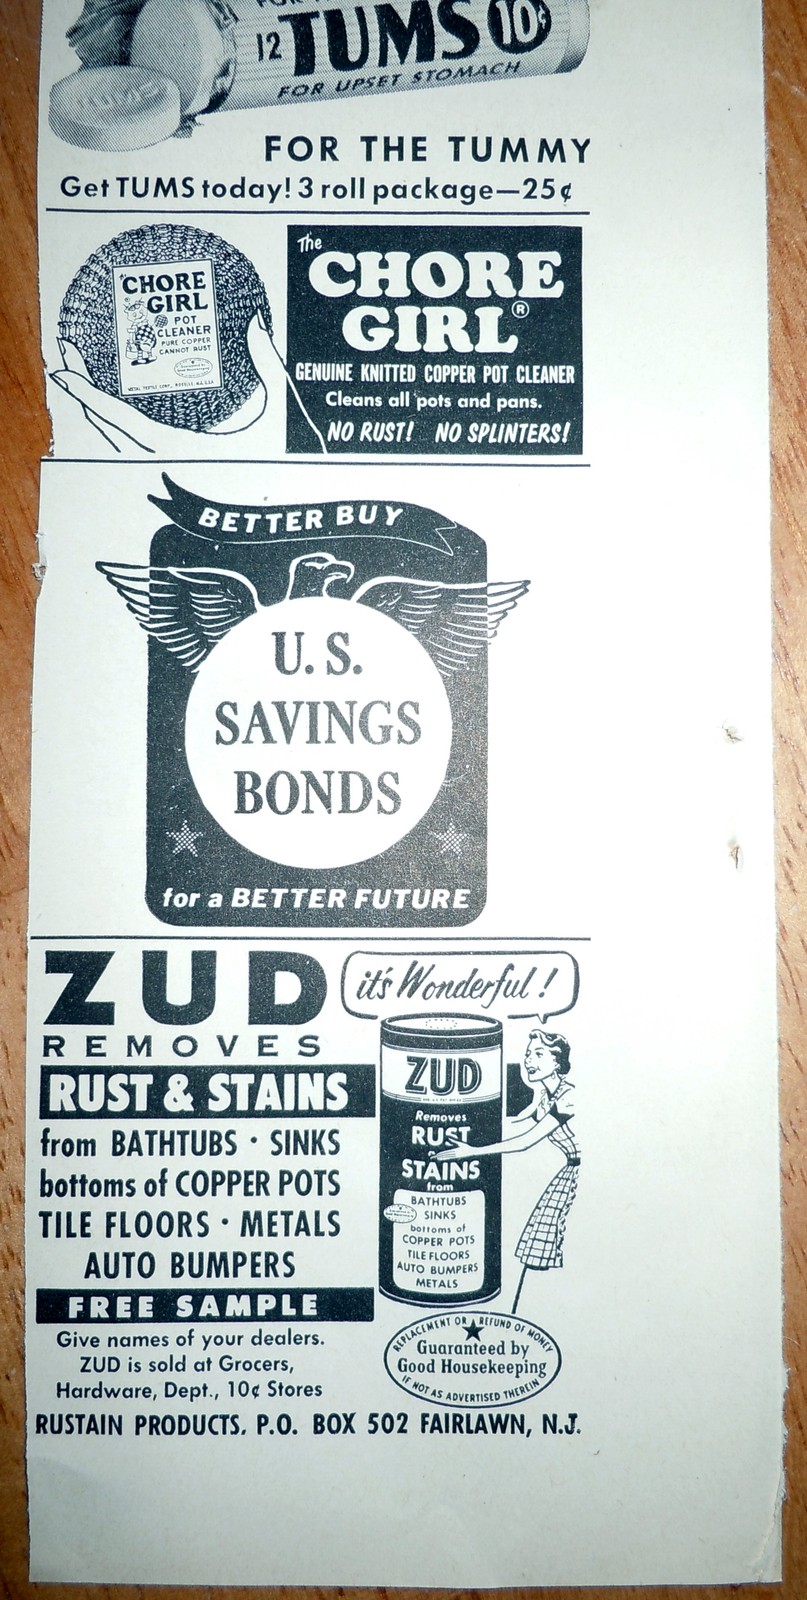 12 TUMS 10¢
FOR UPSET STOMACH
TUMS
FOR THE TUMMY
Get TUMS today! 3 roll package—25¢
The
CHORE
GIRL
POT
CLEANER
PURE COPPER
CANNOT RUST
The
CHORE
GIRL®
GENUINE KNITTED COPPER POT CLEANER
Cleans all pots and pans.
NO RUST! NO SPLINTERS!
BETTER BUY
U. S.
SAVINGS
BONDS
for a BETTER FUTURE
ZUD
REMOVES
RUST & STAINS
from BATHTUBS · SINKS
bottoms of COPPER POTS
TILE FLOORS · METALS
AUTO BUMPERS
FREE SAMPLE
Give names of your dealers.
ZUD is sold at Grocers,
Hardware, Dept., 10¢ Stores
it's Wonderful!
ZUD
Removes
RUST
STAINS
from
BATHTUBS
SINKS
bottoms of
COPPER POTS
TILE FLOORS
AUTO BUMPERS
METALS
REPLACEMENT OR REFUND OF MONEY
Guaranteed by
Good Housekeeping
IF NOT AS ADVERTISED THEREIN
RUSTAIN PRODUCTS. P.O. BOX 502 FAIRLAWN, N.J.